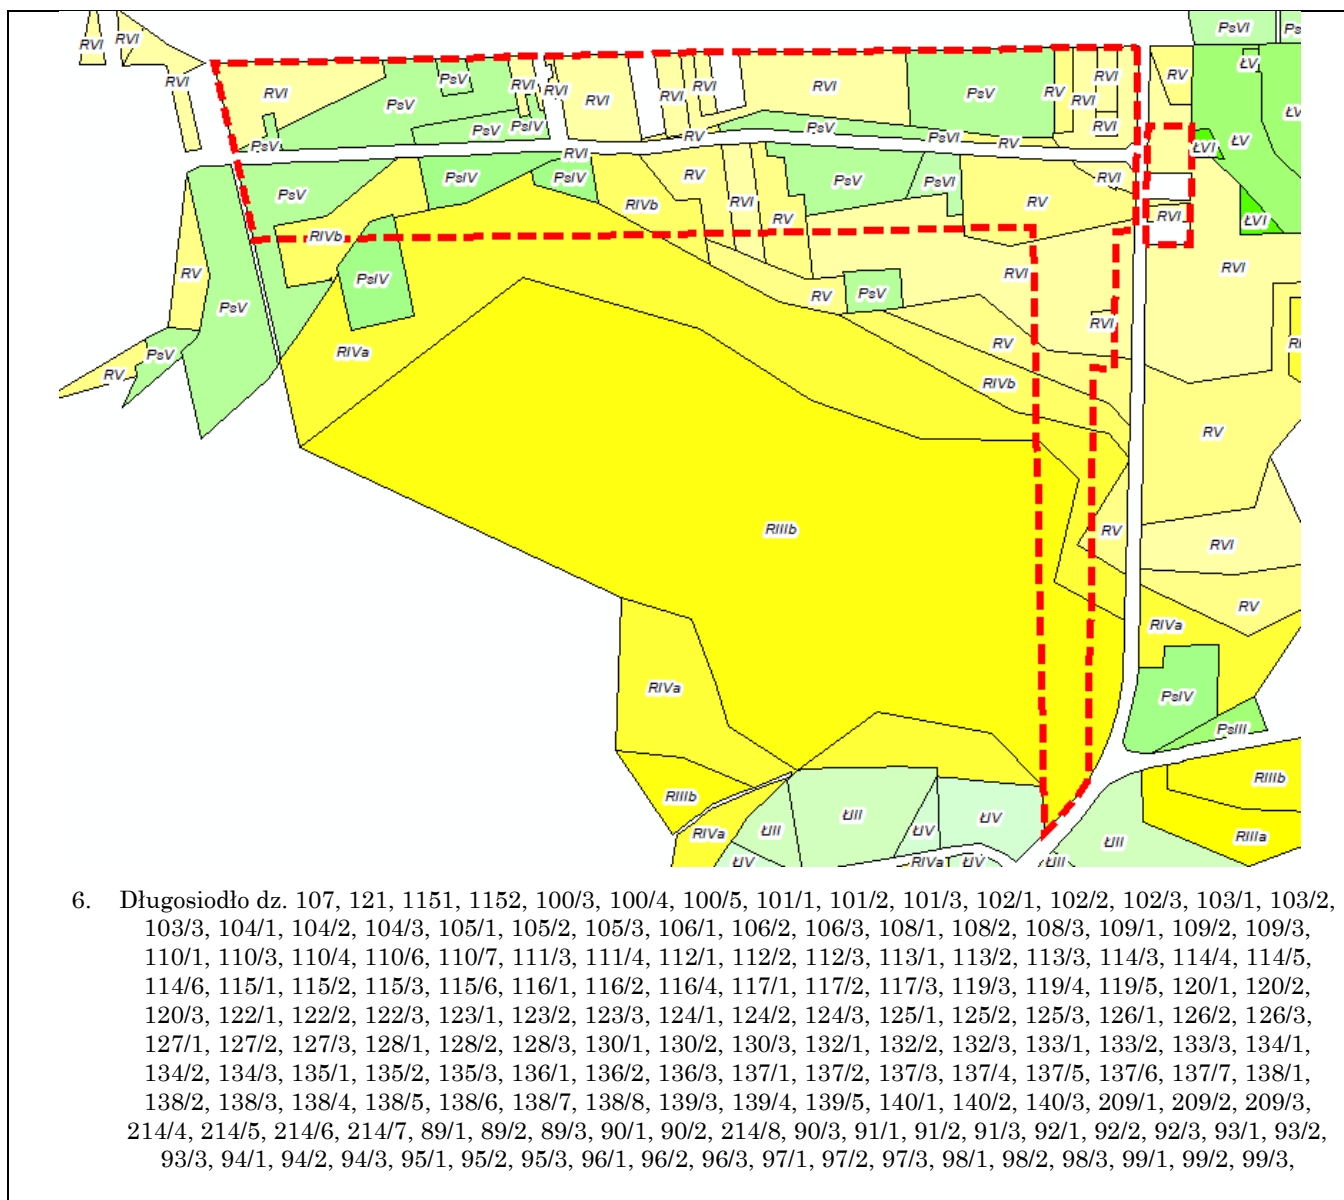 PsVI Ps
RVI RVI RV ŁV
RVI RVI PsV RVI RVI RVI RVI RVI RVI PsV RV RVI RVI ŁV
PsV PsV PsIV RV PsV PsVI RV RVI ŁVI ŁV
RVI
PsV PsIV PsIV RV PsV PsVI RVI
RIVb RVI RV RV RVI ŁVI
RIVb
RV PsV PsIV RVI RVI
RV PsV
RVI
PsV RIVa RV RI
RV RIVb
RV
RIIIb RV RVI
RV
RIVa
RIVa PsIV
PsIII
RIIIb RIIIb
RIVa ŁIII ŁIII ŁIV ŁIV ŁIII RIIIa
ŁIV RIVa ŁIV ŁIII
6. Długosiodło dz. 107, 121, 1151, 1152, 100/3, 100/4, 100/5, 101/1, 101/2, 101/3, 102/1, 102/2, 102/3, 103/1, 103/2,
103/3, 104/1, 104/2, 104/3, 105/1, 105/2, 105/3, 106/1, 106/2, 106/3, 108/1, 108/2, 108/3, 109/1, 109/2, 109/3,
110/1, 110/3, 110/4, 110/6, 110/7, 111/3, 111/4, 112/1, 112/2, 112/3, 113/1, 113/2, 113/3, 114/3, 114/4, 114/5,
114/6, 115/1, 115/2, 115/3, 115/6, 116/1, 116/2, 116/4, 117/1, 117/2, 117/3, 119/3, 119/4, 119/5, 120/1, 120/2,
120/3, 122/1, 122/2, 122/3, 123/1, 123/2, 123/3, 124/1, 124/2, 124/3, 125/1, 125/2, 125/3, 126/1, 126/2, 126/3,
127/1, 127/2, 127/3, 128/1, 128/2, 128/3, 130/1, 130/2, 130/3, 132/1, 132/2, 132/3, 133/1, 133/2, 133/3, 134/1,
134/2, 134/3, 135/1, 135/2, 135/3, 136/1, 136/2, 136/3, 137/1, 137/2, 137/3, 137/4, 137/5, 137/6, 137/7, 138/1,
138/2, 138/3, 138/4, 138/5, 138/6, 138/7, 138/8, 139/3, 139/4, 139/5, 140/1, 140/2, 140/3, 209/1, 209/2, 209/3,
214/4, 214/5, 214/6, 214/7, 89/1, 89/2, 89/3, 90/1, 90/2, 214/8, 90/3, 91/1, 91/2, 91/3, 92/1, 92/2, 92/3, 93/1, 93/2,
93/3, 94/1, 94/2, 94/3, 95/1, 95/2, 95/3, 96/1, 96/2, 96/3, 97/1, 97/2, 97/3, 98/1, 98/2, 98/3, 99/1, 99/2, 99/3,